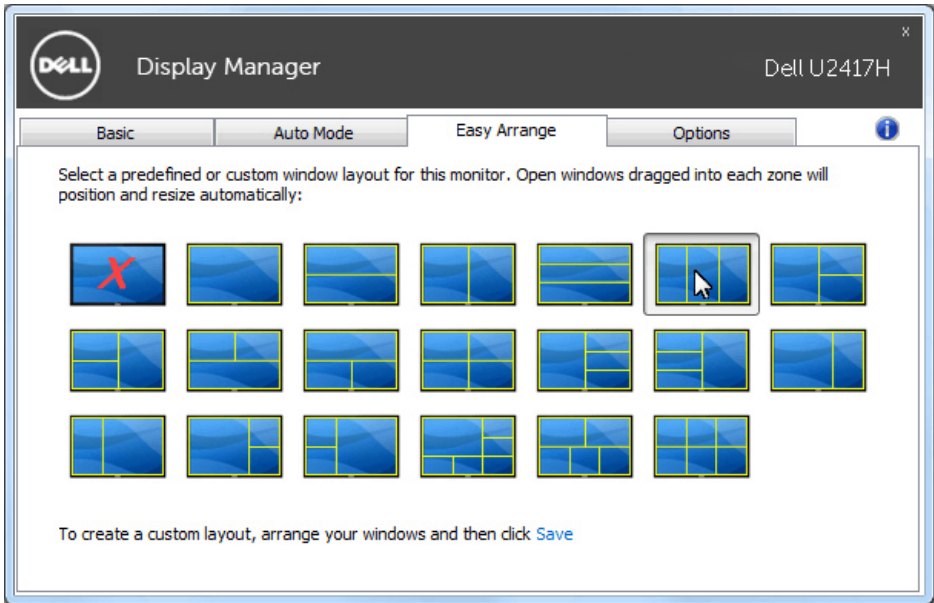 x
DELL
Display Manager
Dell U2417H
Basic
Auto Mode
Easy Arrange
Options
i
Select a predefined or custom window layout for this monitor. Open windows dragged into each zone will
position and resize automatically:
X
To create a custom layout, arrange your windows and then click Save